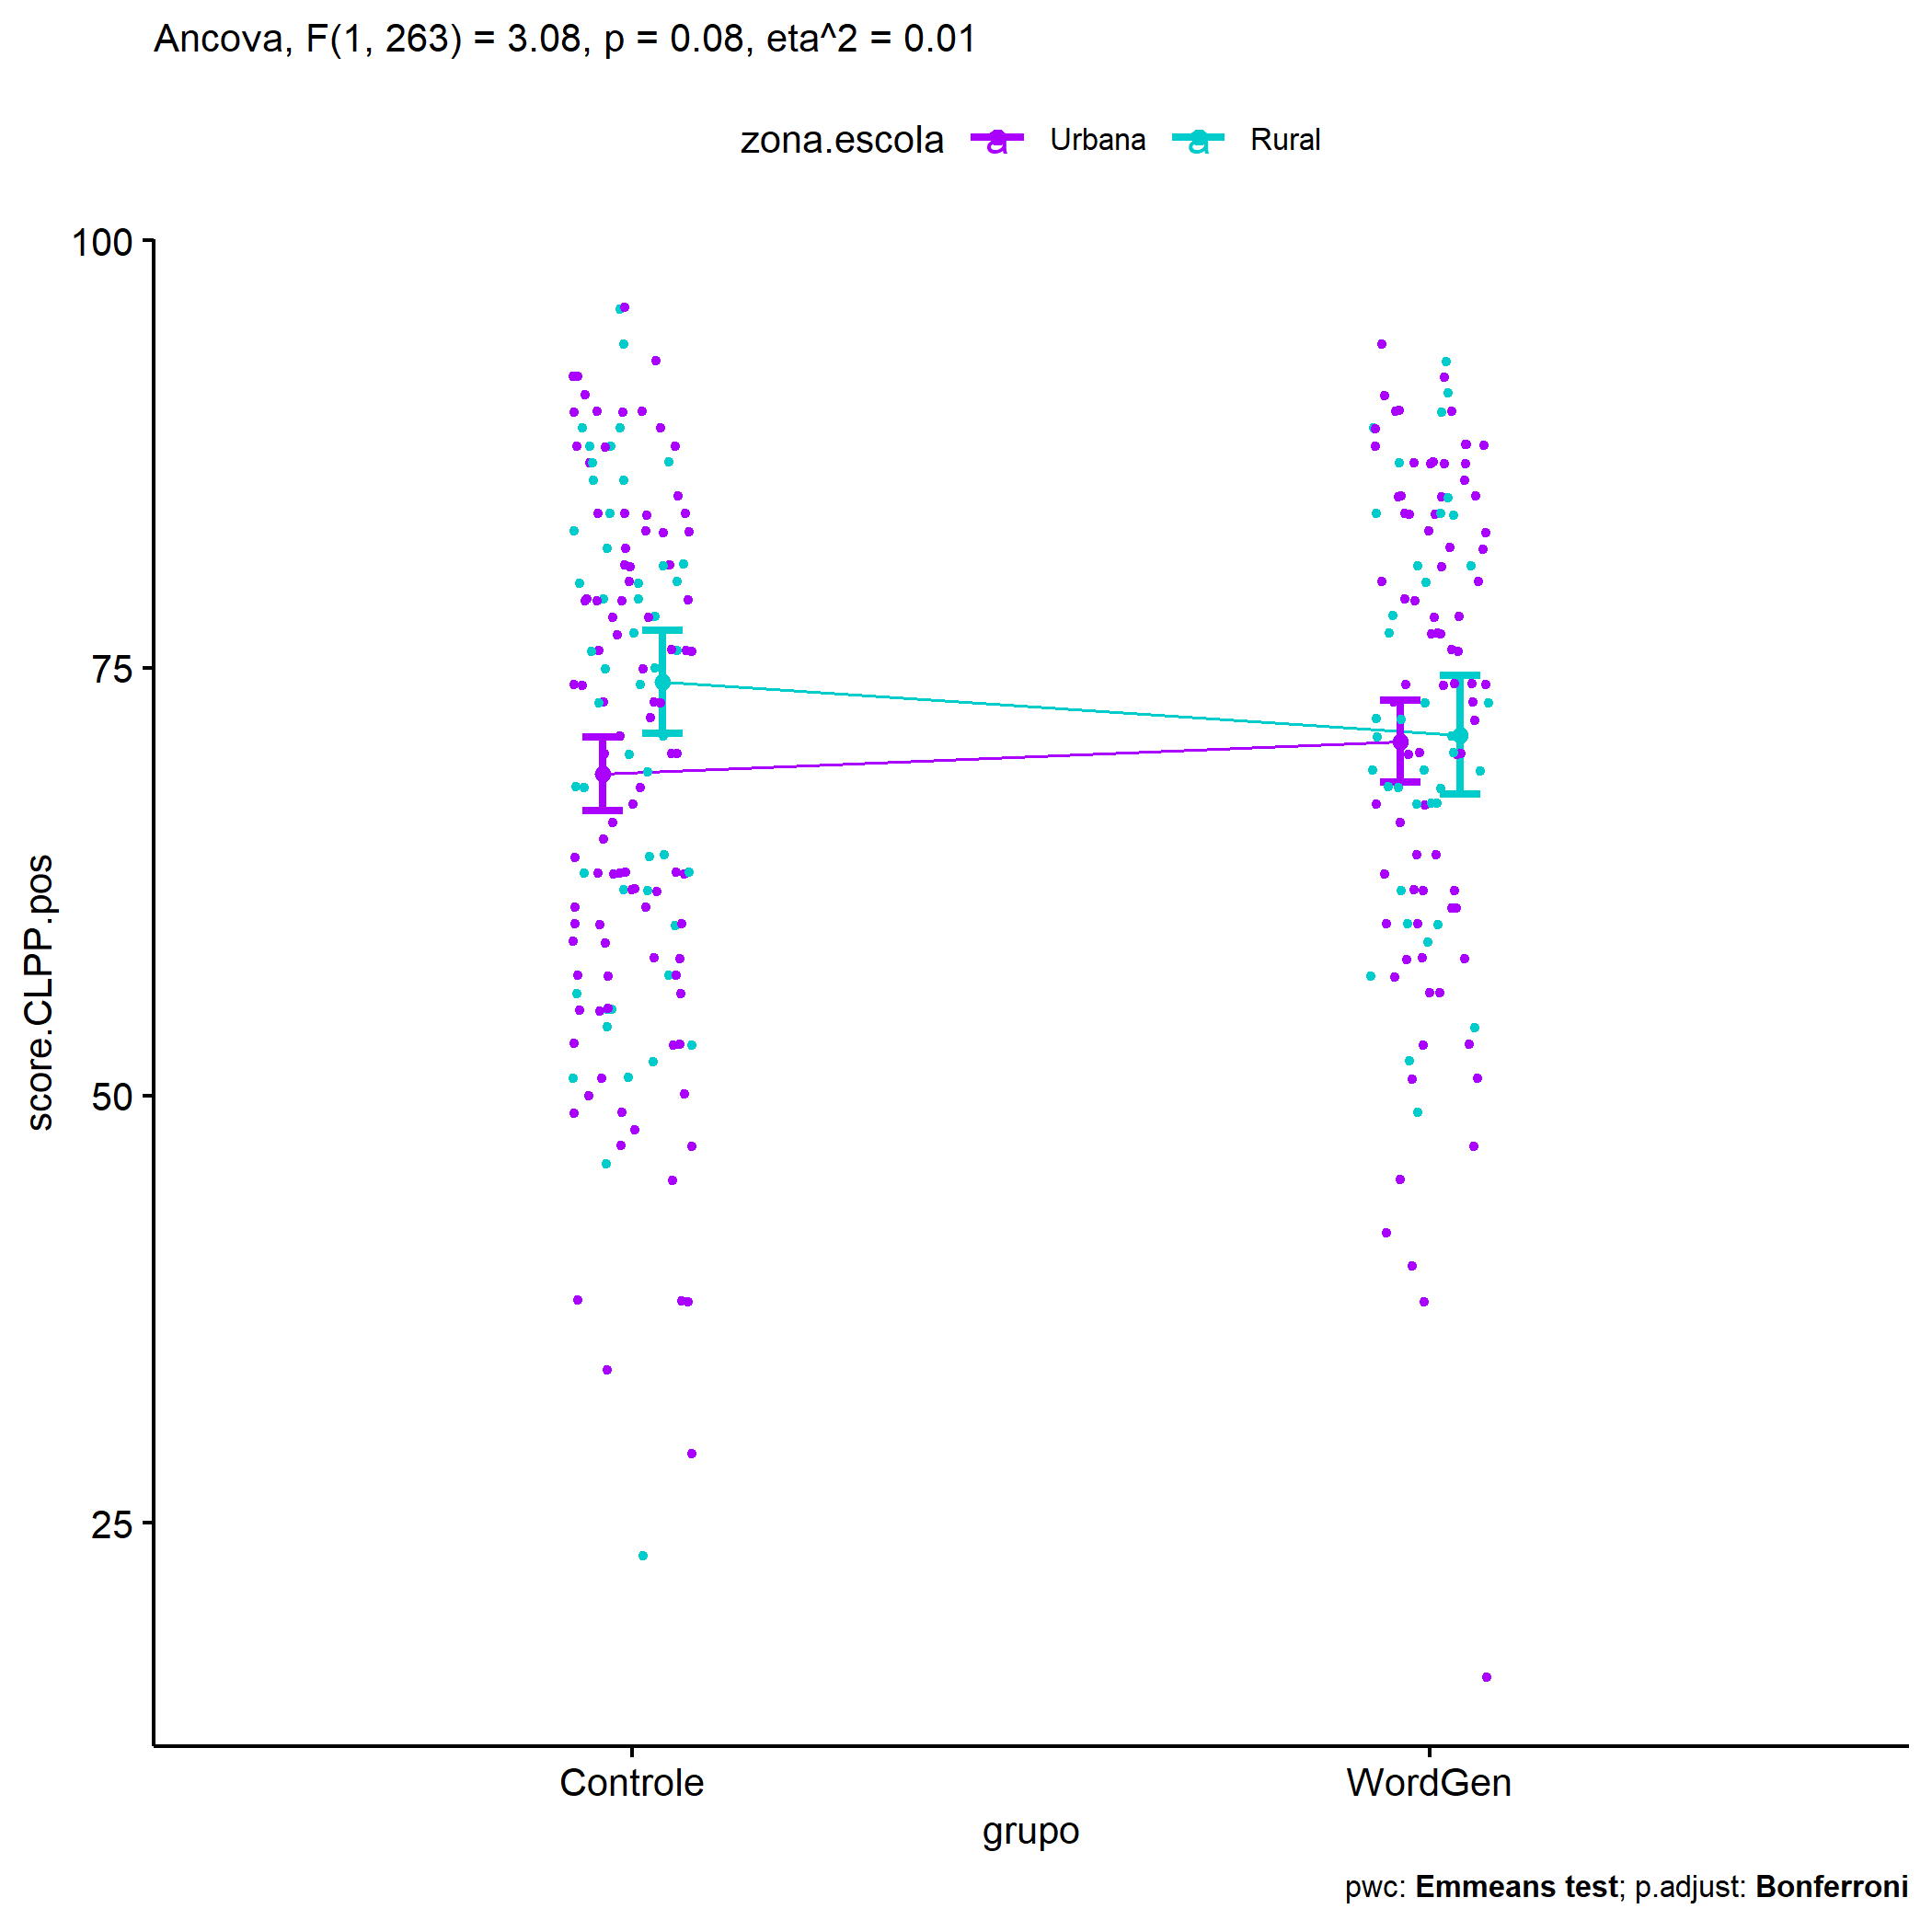 Ancova, F(1, 263) = 3.08, p = 0.08, eta^2 = 0.01
zona.escola a Urbana a Rural
100
75
50
25
score.CLPP.pos
Controle WordGen
grupo
pwc: Emmeans test; p.adjust: Bonferroni